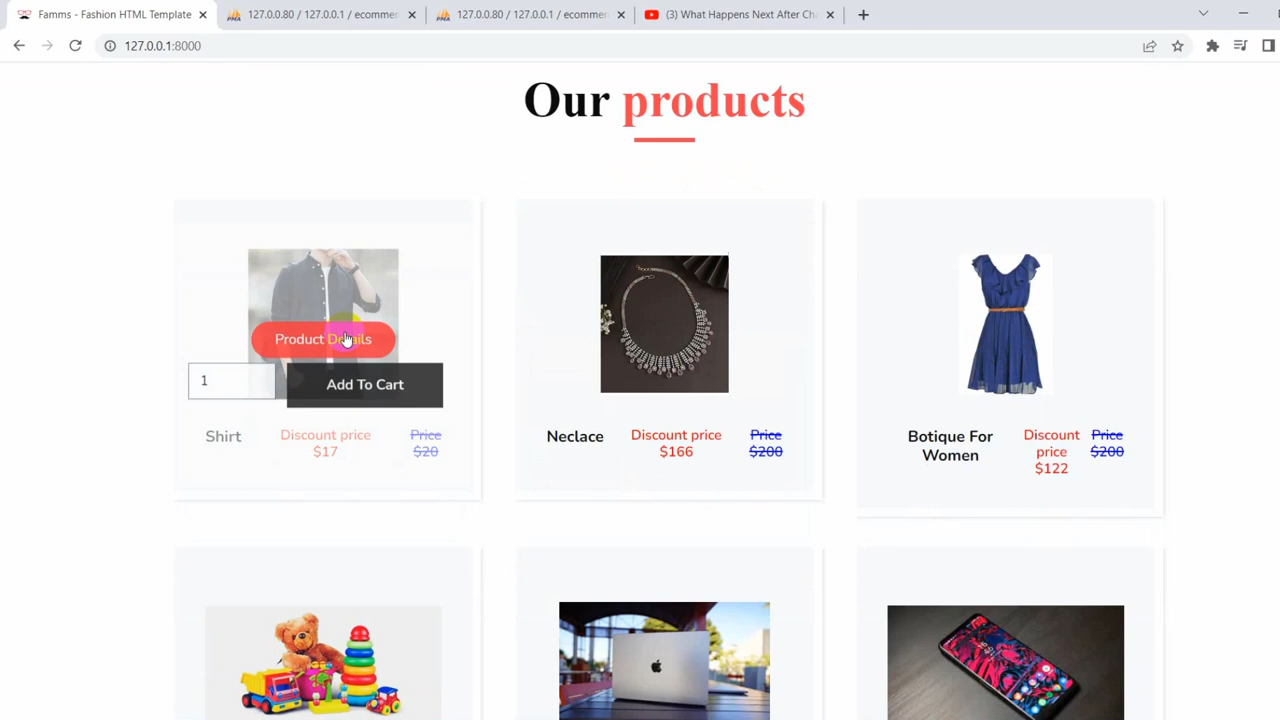 Famms - Fashion HTML Template
127.0.0.80 / 127.0.0.1 / ecommer
127.0.0.80 / 127.0.0.1 / ecommer
(3) What Happens Next After Ch
127.0.0.1:8000
Our products
Product Details
1
Add To Cart
Shirt
Discount price
$17
Price
$20
Neclace
Discount price
$166
Price
$200
Botique For
Women
Discount
price
$122
Price
$200